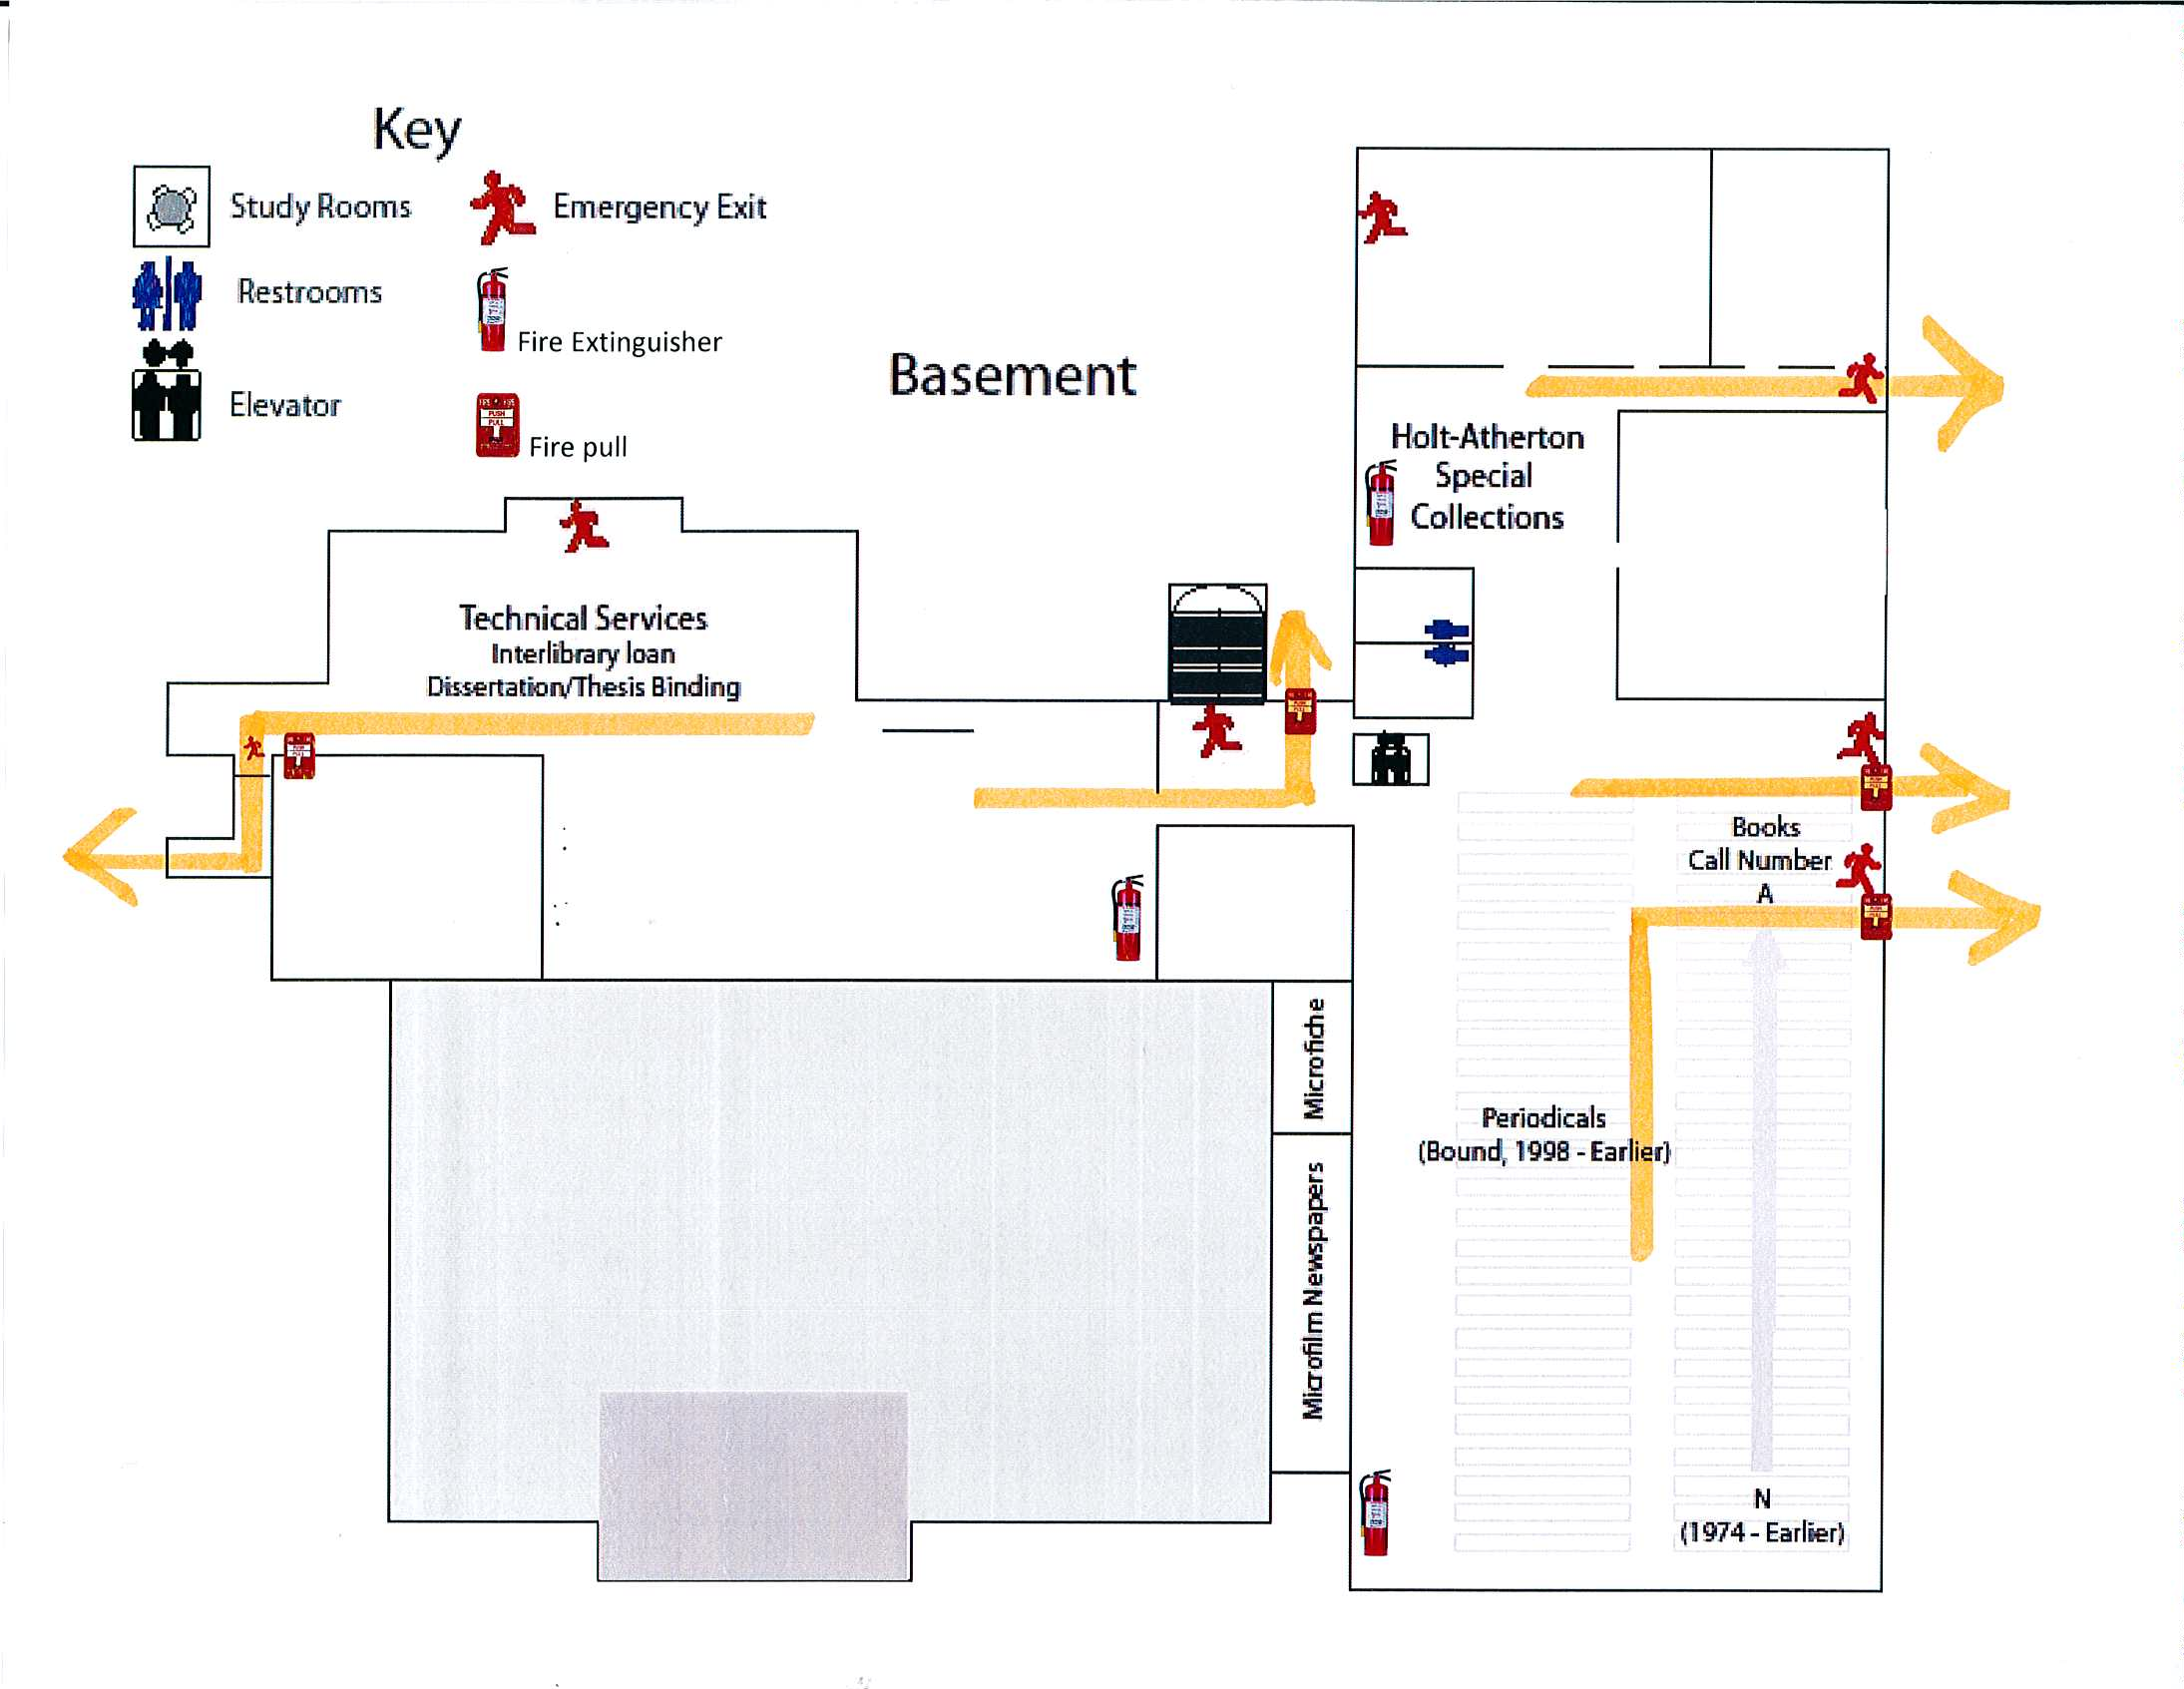 Key
Study Rooms
Emergency Exit
Restrooms
Fire Extinguisher
Elevator
Fire pull
Basement
Holt-Atherton
Special
Collections
Technical Services
Interlibrary loan
Dissertation/Thesis Binding
Books
Call Number
A
Microfiche
Periodicals
(Bound, 1998 - Earlier)
Microfilm Newspapers
N
(1974 - Earlier)